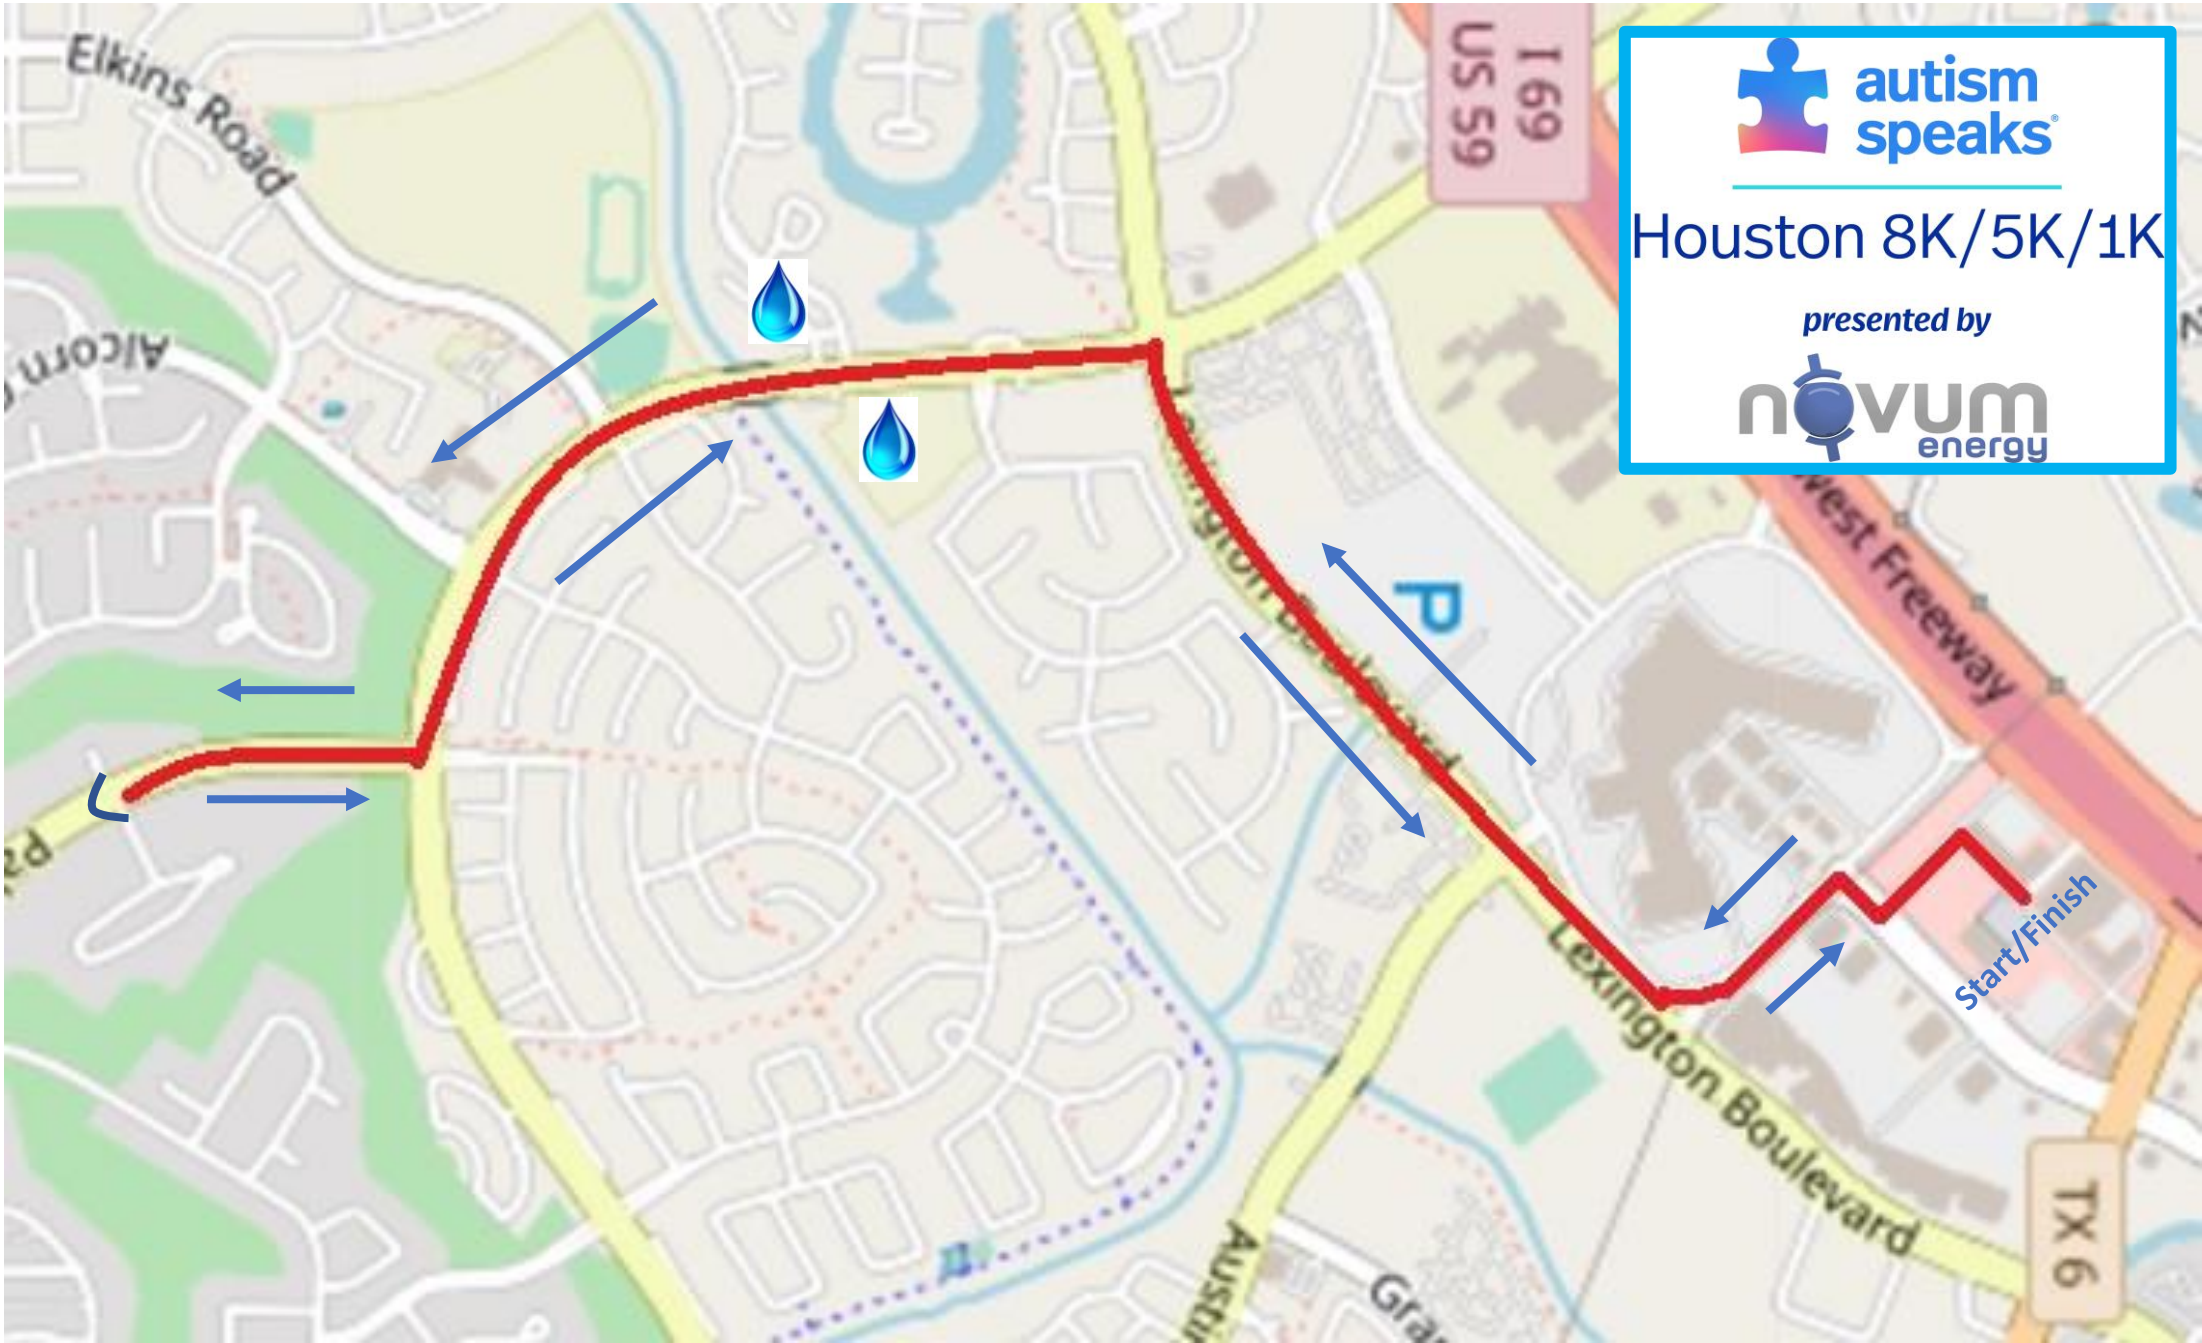 Elkins Road
Alcorn
I 69
US 59
autism
speaks®
Houston 8K/5K/1K
presented by
novum
energy
west Freeway
P
Lexington Boulevard
Start/Finish
Lexington Boulevard
TX 6
Austin
Gran